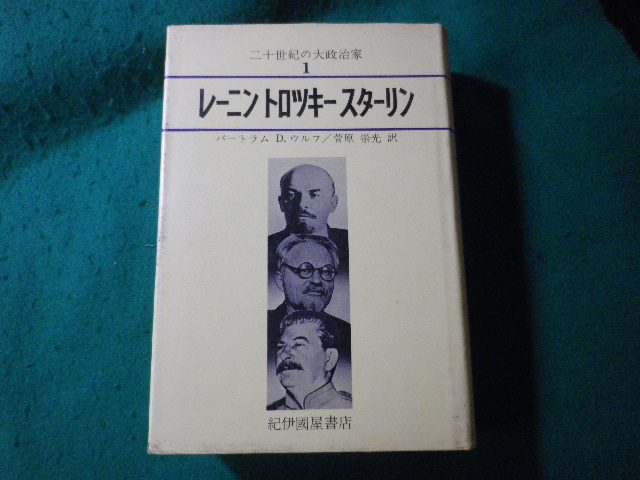 二十世紀の大政治家
1
レーニン トロツキー スターリン
バートラム D. ウルフ／菅原 崇光 訳
紀伊國屋書店